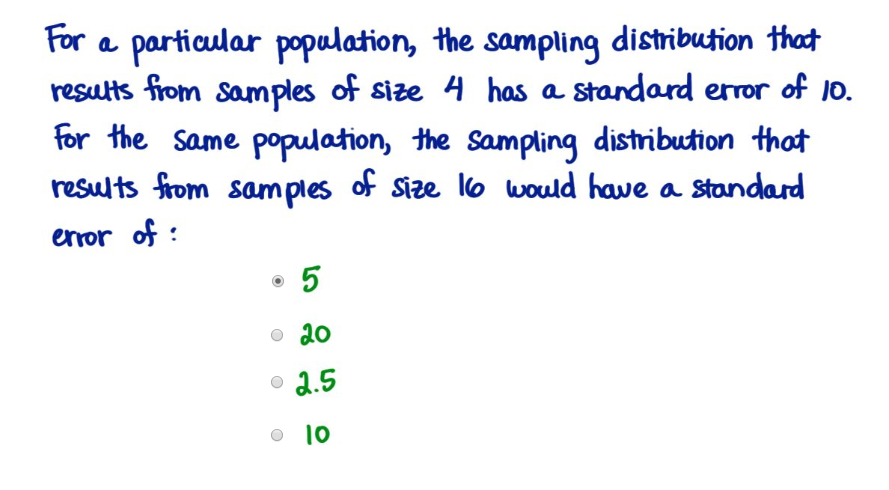 For a particular population, the sampling distribution that
results from samples of size 4 has a standard error of 10.
For the same population, the sampling distribution that
results from samples of size 16 would have a standard
error of :
5
20
2.5
10